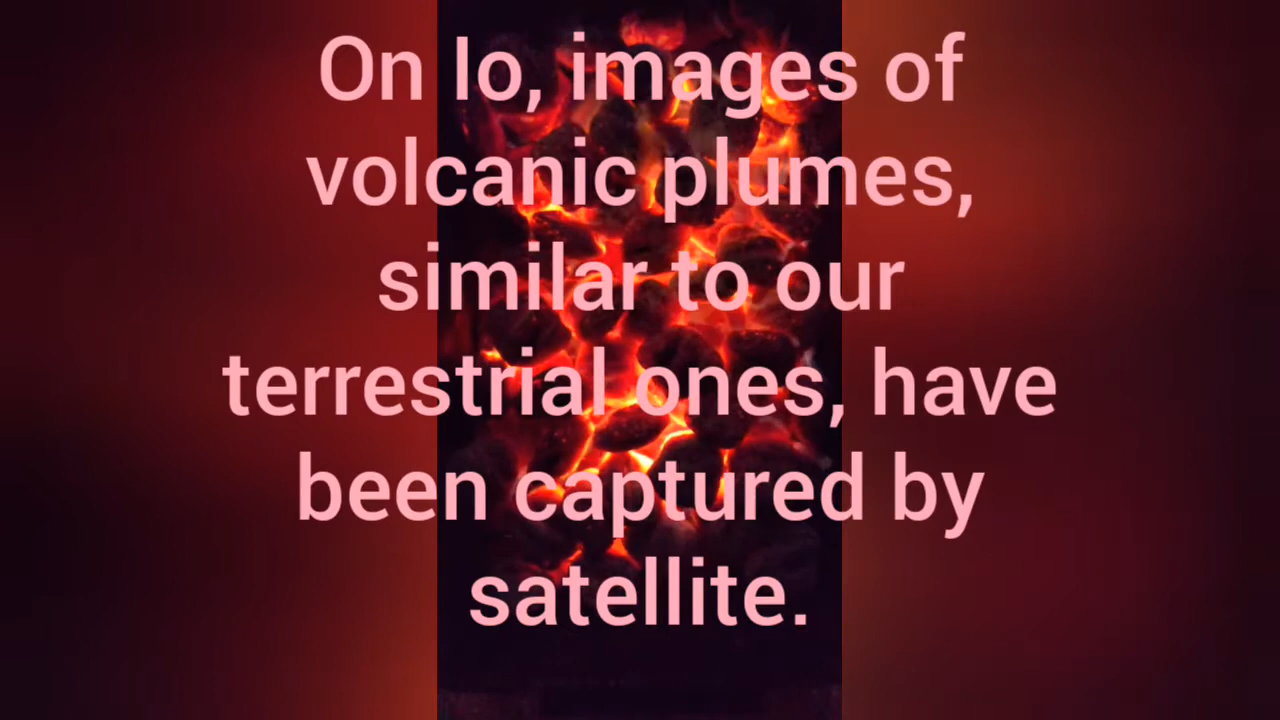 On Io, images of
volcanic plumes,
similar to our
terrestrial ones, have
been captured by
satellite.